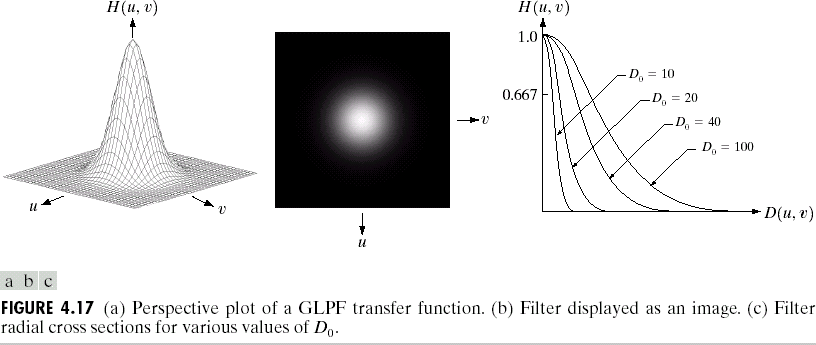 H(u, v)
u
v
v
u
H(u, v)
1.0
0.667
D₀ = 10
D₀ = 20
D₀ = 40
D₀ = 100
D(u, v)
a b c
FIGURE 4.17 (a) Perspective plot of a GLPF transfer function. (b) Filter displayed as an image. (c) Filter
radial cross sections for various values of D₀.